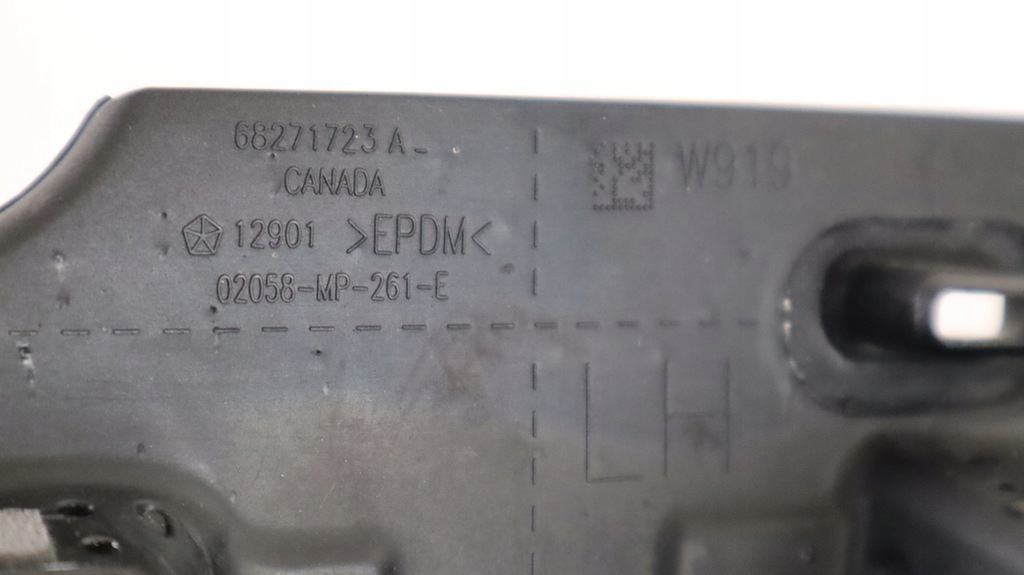 68271723 A
CANADA
12901 >EPDM<
02058-MP-261-E
W919
LH